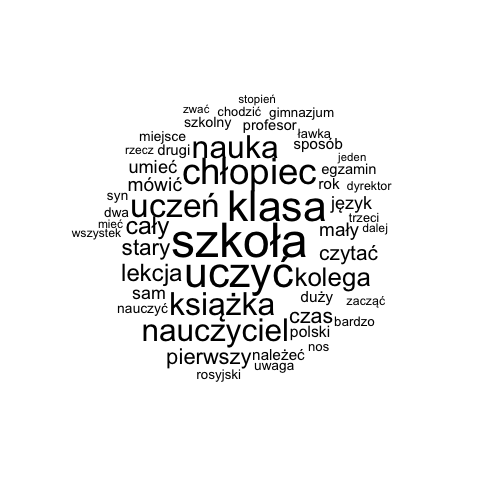 stopień
zwać chodzić gimnazjum
szkolny profesor ławka
miejsce nauka sposób
rzecz drugi jeden
umieć chłopiec egzamin
mówić rok dyrektor
syn uczeń klasa język
dwa trzeci
mieć cały mały dalej
wszystek szkoła
stary czytać
lekcja uczyć kolega
sam książka duży zacząć
nauczyć czas bardzo
nauczyciel polski
nos
pierwszy należeć
uwaga
rosyjski